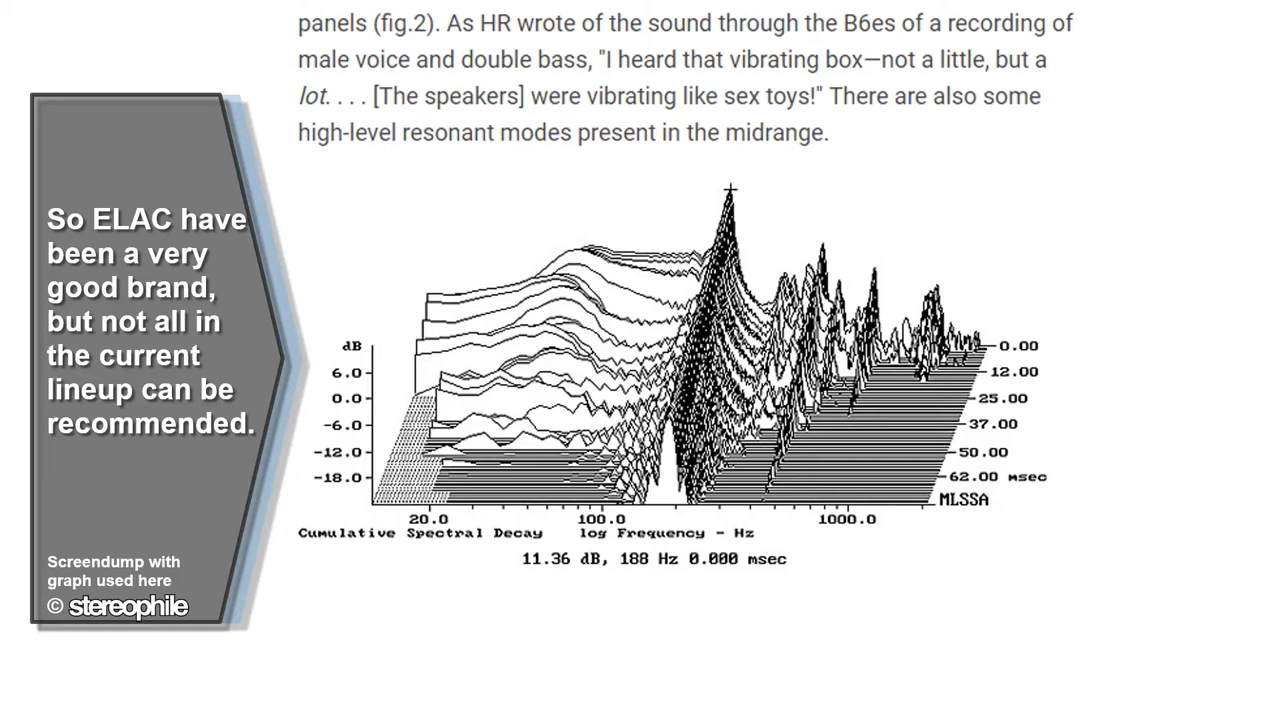 panels (fig.2). As HR wrote of the sound through the B6es of a recording of
male voice and double bass, "I heard that vibrating box—not a little, but a
lot. . . . [The speakers] were vibrating like sex toys!" There are also some
high-level resonant modes present in the midrange.
So ELAC have
been a very
good brand,
but not all in
the current
lineup can be
recommended.
Screendump with
graph used here
© stereophile
dB
6.0
0.0
-6.0
-12.0
-18.0
0.00
12.00
25.00
37.00
50.00
62.00 msec
MLSSA
20.0 100.0 1000.0
Cumulative Spectral Decay log Frequency - Hz
11.36 dB, 188 Hz 0.000 msec